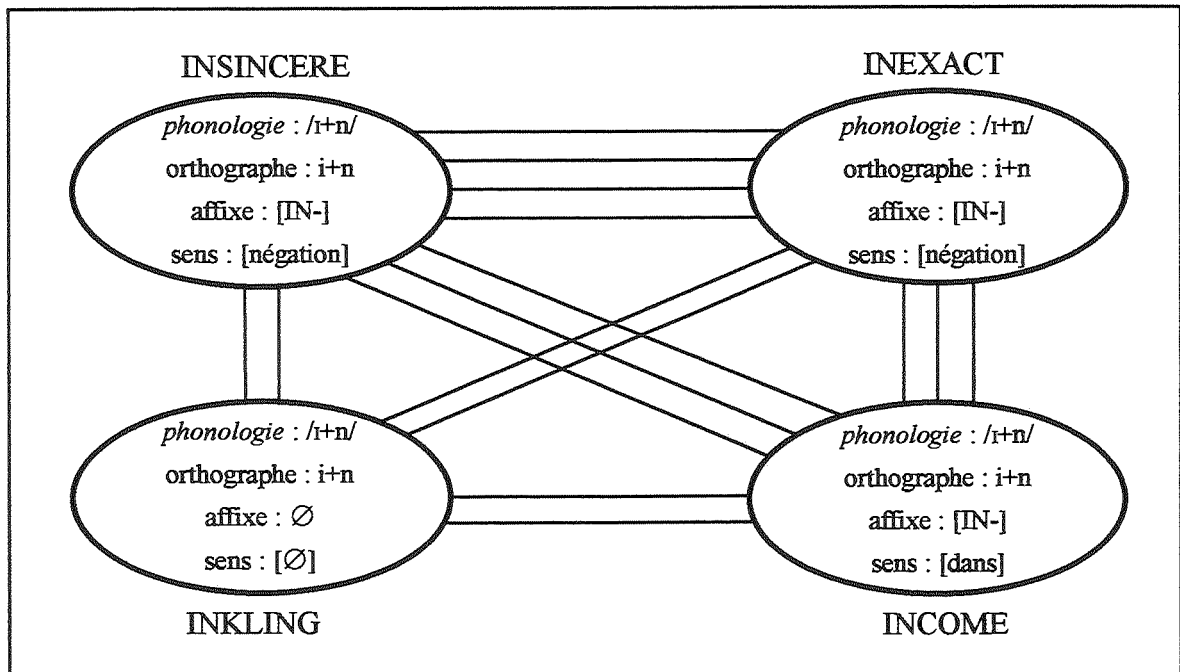 INSINCERE
phonologie : /ɪ+n/
orthographe : i+n
affixe : [IN-]
sens : [négation]
INEXACT
phonologie : /ɪ+n/
orthographe : i+n
affixe : [IN-]
sens : [négation]
phonologie : /ɪ+n/
orthographe : i+n
affixe : ∅
sens : [∅]
INKLING
phonologie : /ɪ+n/
orthographe : i+n
affixe : [IN-]
sens : [dans]
INCOME